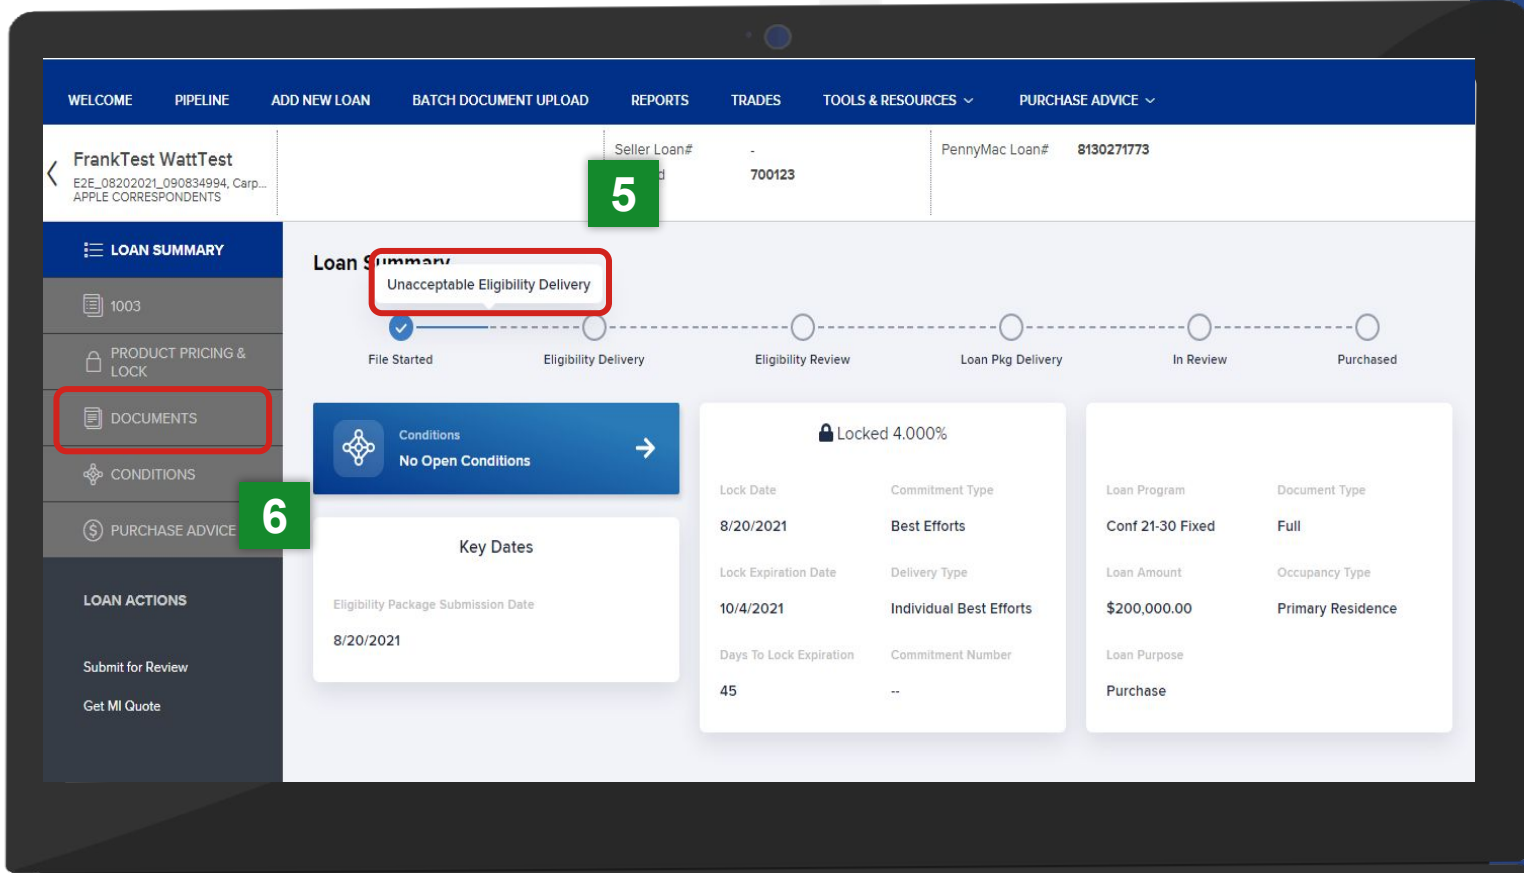 WELCOME PIPELINE ADD NEW LOAN BATCH DOCUMENT UPLOAD REPORTS TRADES TOOLS & RESOURCES PURCHASE ADVICE
FrankTest WattTest
E2E_08202021_090834994, Carp...
APPLE CORRESPONDENTS
Seller Loan# -
700123
PennyMac Loan# 8130271773
5
LOAN SUMMARY
1003
PRODUCT PRICING &
LOCK
DOCUMENTS
CONDITIONS
PURCHASE ADVICE
6
LOAN ACTIONS
Submit for Review
Get MI Quote
Loan Summary
Unacceptable Eligibility Delivery
File Started Eligibility Delivery Eligibility Review Loan Pkg Delivery In Review Purchased
Conditions
No Open Conditions
Key Dates
Eligibility Package Submission Date
8/20/2021
Locked 4.000%
Lock Date Commitment Type
8/20/2021 Best Efforts
Lock Expiration Date Delivery Type
10/4/2021 Individual Best Efforts
Days To Lock Expiration Commitment Number
45 --
Loan Program Document Type
Conf 21-30 Fixed Full
Loan Amount Occupancy Type
$200,000.00 Primary Residence
Loan Purpose
Purchase